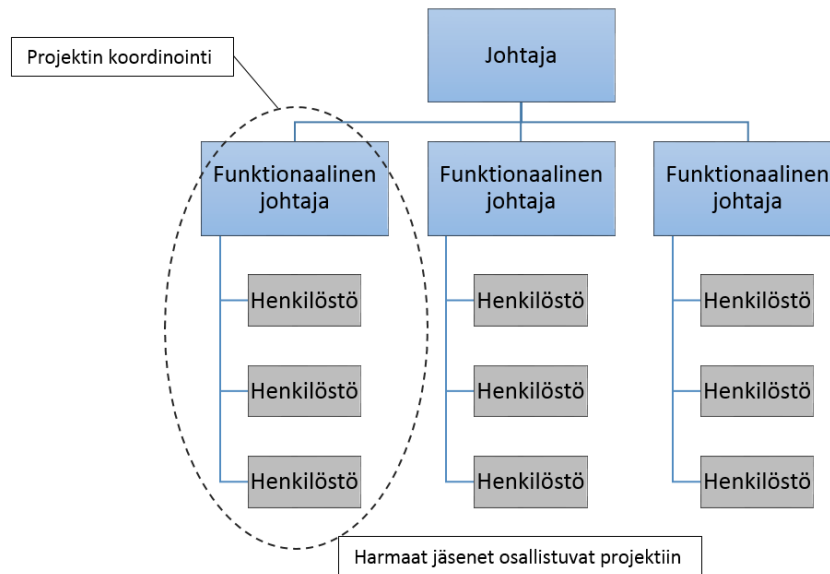 Johtaja
Projektin koordinointi
Funktionaalinen
johtaja
Funktionaalinen
johtaja
Funktionaalinen
johtaja
Henkilöstö
Henkilöstö
Henkilöstö
Henkilöstö
Henkilöstö
Henkilöstö
Henkilöstö
Henkilöstö
Henkilöstö
Harmaat jäsenet osallistuvat projektiin